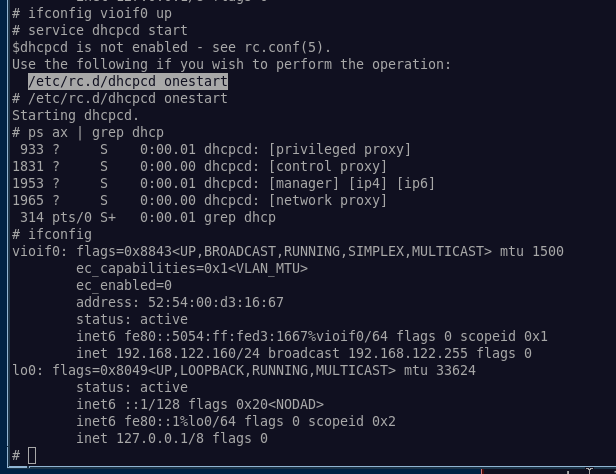 # ifconfig vioif0 up
# service dhcpcd start
$dhcpcd is not enabled - see rc.conf(5).
Use the following if you wish to perform the operation:
  /etc/rc.d/dhcpcd onestart
# /etc/rc.d/dhcpcd onestart
Starting dhcpcd.
# ps ax | grep dhcp
 933 ?     S    0:00.01 dhcpcd: [privileged proxy]
1831 ?     S    0:00.00 dhcpcd: [control proxy]
1953 ?     S    0:00.01 dhcpcd: [manager] [ip4] [ip6]
1965 ?     S    0:00.00 dhcpcd: [network proxy]
 314 pts/0 S+   0:00.01 grep dhcp
# ifconfig
vioif0: flags=0x8843<UP,BROADCAST,RUNNING,SIMPLEX,MULTICAST> mtu 1500
        ec_capabilities=0x1<VLAN_MTU>
        ec_enabled=0
        address: 52:54:00:d3:16:67
        status: active
        inet6 fe80::5054:ff:fed3:1667%vioif0/64 flags 0 scopeid 0x1
        inet 192.168.122.160/24 broadcast 192.168.122.255 flags 0
lo0: flags=0x8049<UP,LOOPBACK,RUNNING,MULTICAST> mtu 33624
        status: active
        inet6 ::1/128 flags 0x20<NODAD>
        inet6 fe80::1%lo0/64 flags 0 scopeid 0x2
        inet 127.0.0.1/8 flags 0
#